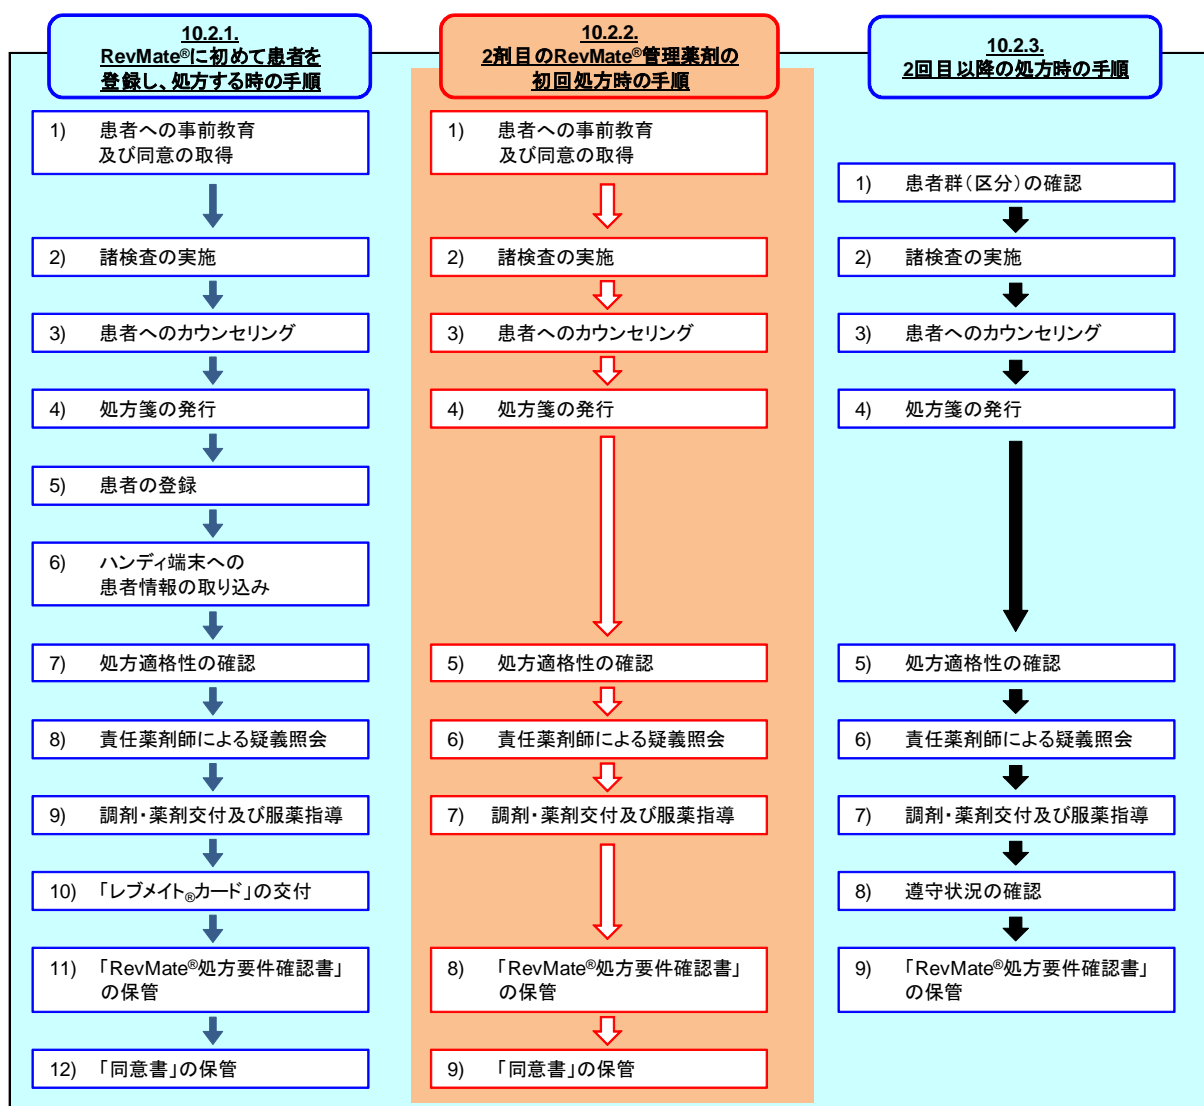 10.2.1.
RevMate®に初めて患者を
登録し、処方する時の手順
1) 患者への事前教育
及び同意の取得
2) 諸検査の実施
3) 患者へのカウンセリング
4) 処方箋の発行
5) 患者の登録
6) ハンディ端末への
患者情報の取り込み
7) 処方適格性の確認
8) 責任薬剤師による疑義照会
9) 調剤・薬剤交付及び服薬指導
10) 「レブメイト®カード」の交付
11) 「RevMate®処方要件確認書」
の保管
12) 「同意書」の保管
10.2.2.
2剤目のRevMate®管理薬剤の
初回処方時の手順
1) 患者への事前教育
及び同意の取得
2) 諸検査の実施
3) 患者へのカウンセリング
4) 処方箋の発行
5) 処方適格性の確認
6) 責任薬剤師による疑義照会
7) 調剤・薬剤交付及び服薬指導
8) 「RevMate®処方要件確認書」
の保管
9) 「同意書」の保管
10.2.3.
2回目以降の処方時の手順
1) 患者群(区分)の確認
2) 諸検査の実施
3) 患者へのカウンセリング
4) 処方箋の発行
5) 処方適格性の確認
6) 責任薬剤師による疑義照会
7) 調剤・薬剤交付及び服薬指導
8) 遵守状況の確認
9) 「RevMate®処方要件確認書」
の保管